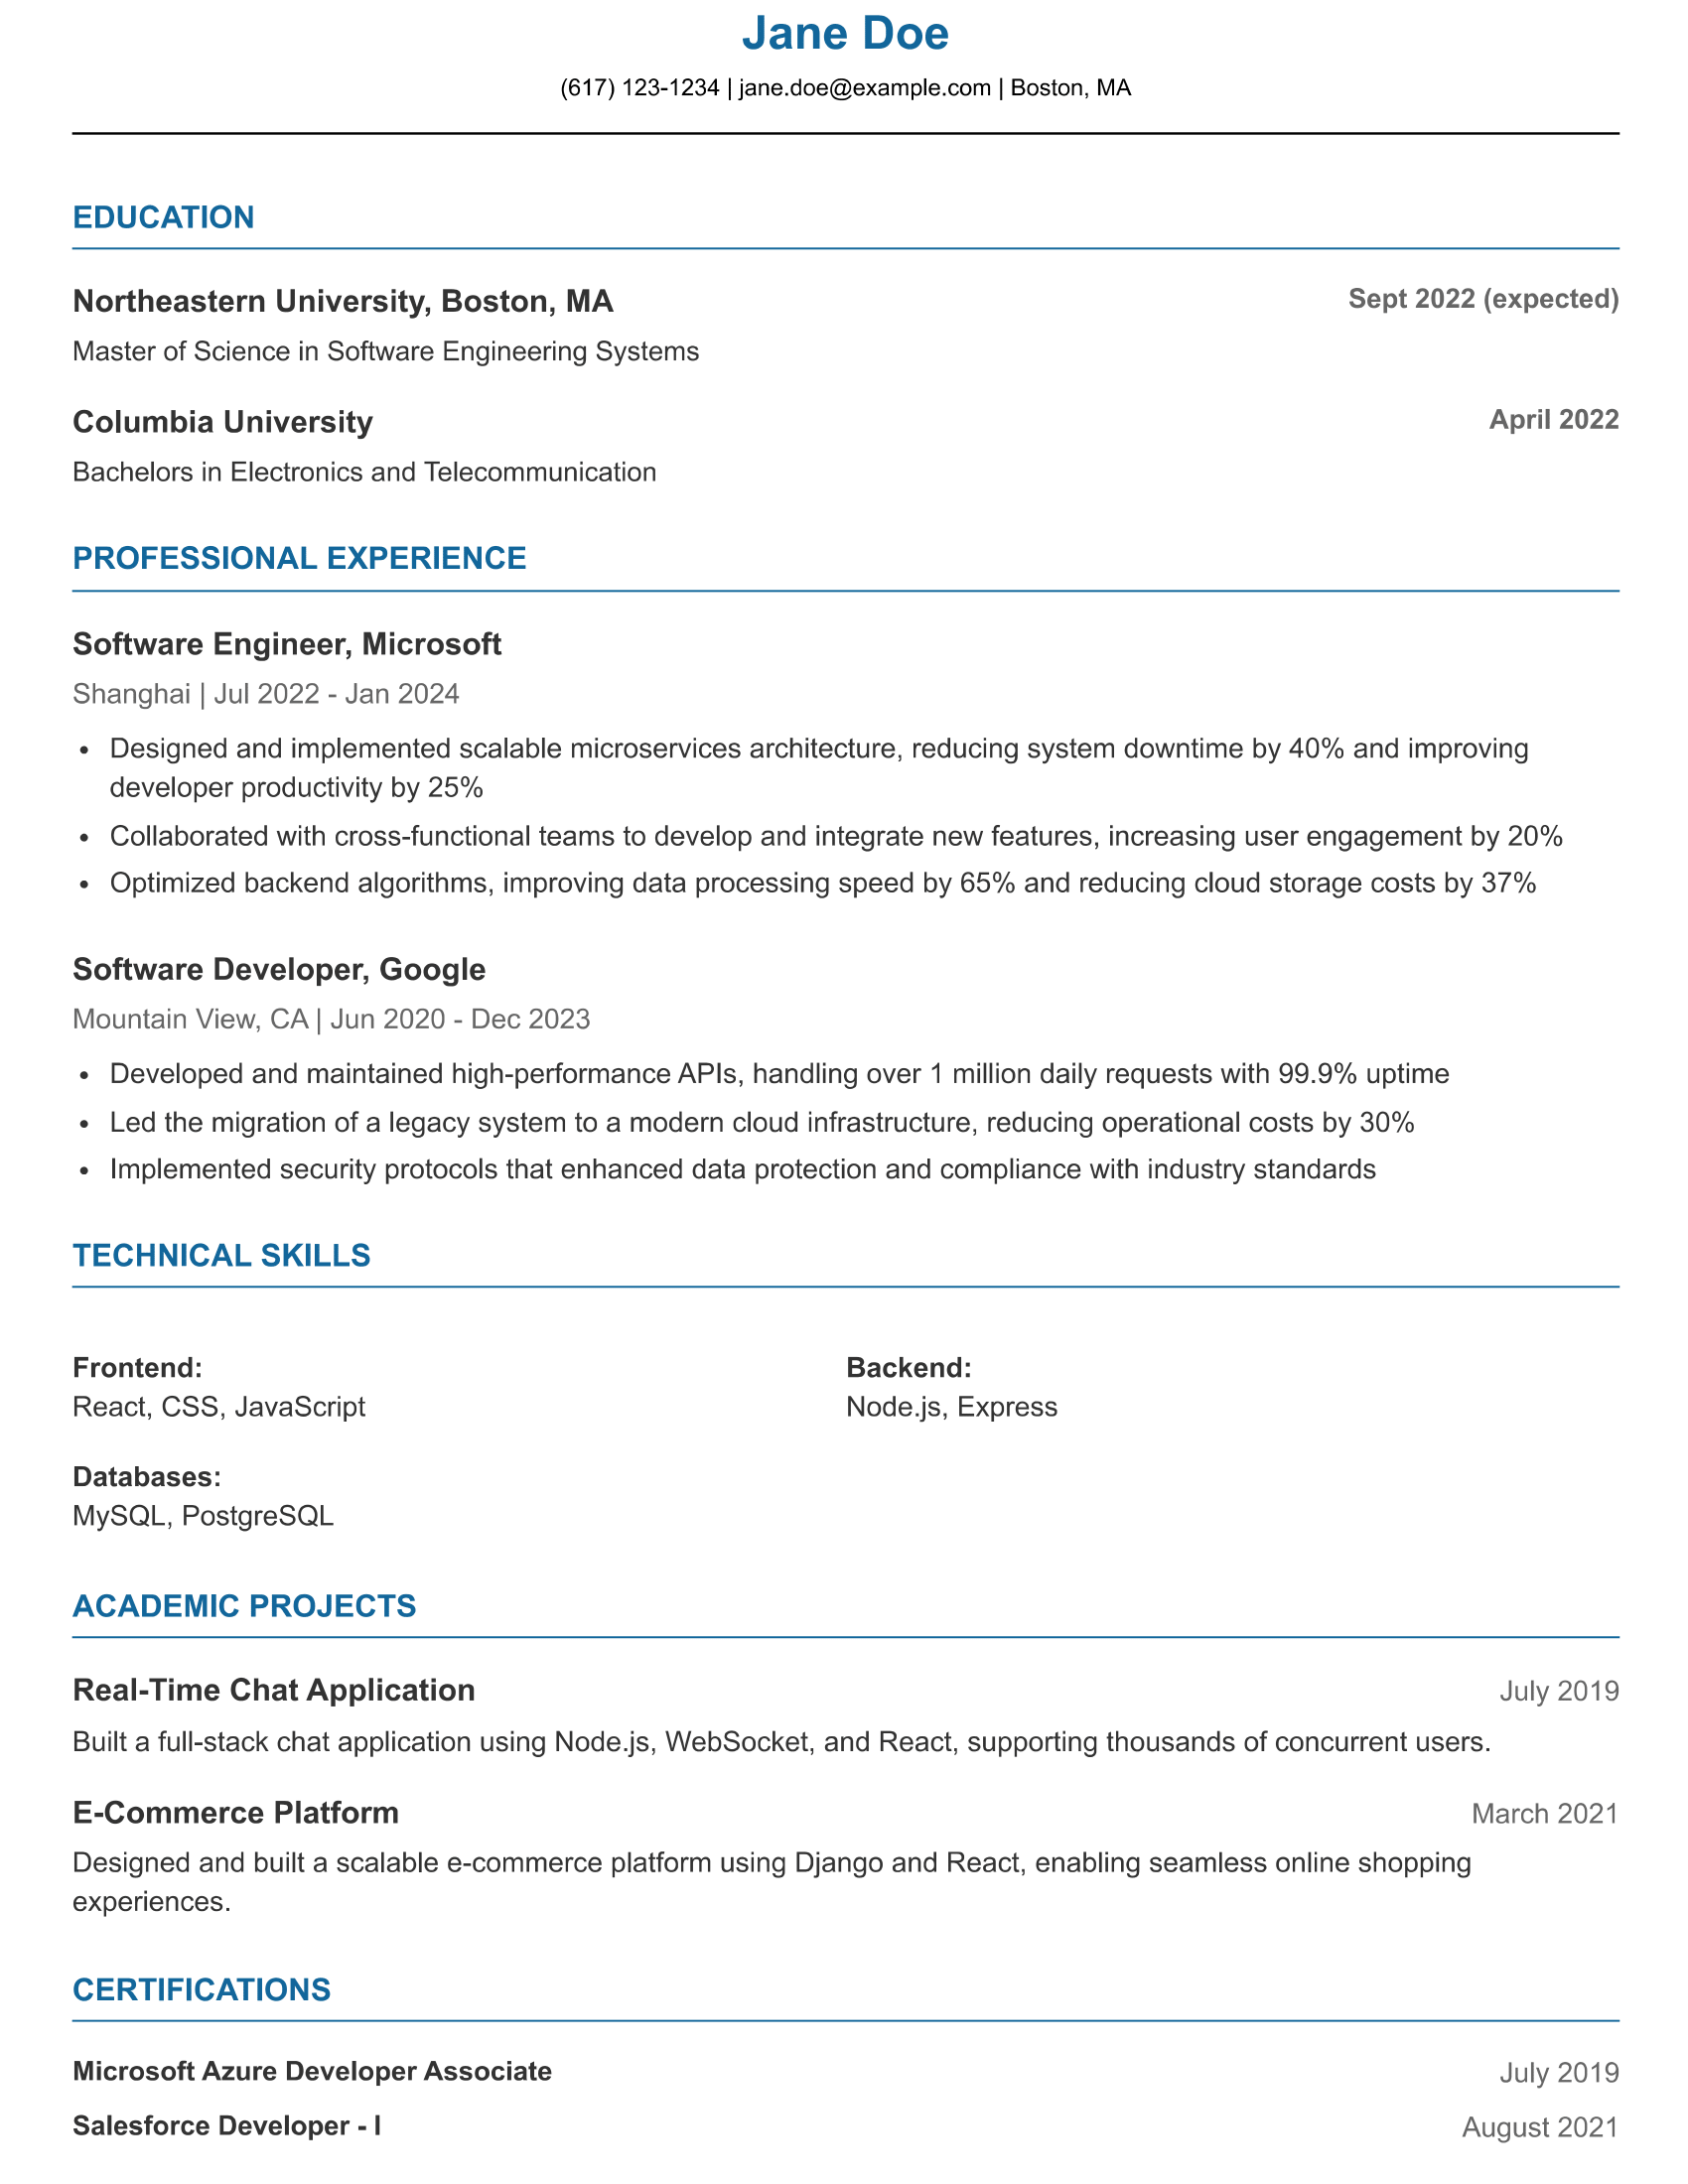 Jane Doe
(617) 123-1234 | jane.doe@example.com | Boston, MA
EDUCATION
Northeastern University, Boston, MA
Sept 2022 (expected)
Master of Science in Software Engineering Systems
Columbia University
April 2022
Bachelors in Electronics and Telecommunication
PROFESSIONAL EXPERIENCE
Software Engineer, Microsoft
Shanghai | Jul 2022 - Jan 2024
• Designed and implemented scalable microservices architecture, reducing system downtime by 40% and improving
developer productivity by 25%
• Collaborated with cross-functional teams to develop and integrate new features, increasing user engagement by 20%
• Optimized backend algorithms, improving data processing speed by 65% and reducing cloud storage costs by 37%
Software Developer, Google
Mountain View, CA | Jun 2020 - Dec 2023
• Developed and maintained high-performance APIs, handling over 1 million daily requests with 99.9% uptime
• Led the migration of a legacy system to a modern cloud infrastructure, reducing operational costs by 30%
• Implemented security protocols that enhanced data protection and compliance with industry standards
TECHNICAL SKILLS
Frontend:
React, CSS, JavaScript
Backend:
Node.js, Express
Databases:
MySQL, PostgreSQL
ACADEMIC PROJECTS
Real-Time Chat Application
July 2019
Built a full-stack chat application using Node.js, WebSocket, and React, supporting thousands of concurrent users.
E-Commerce Platform
March 2021
Designed and built a scalable e-commerce platform using Django and React, enabling seamless online shopping
experiences.
CERTIFICATIONS
Microsoft Azure Developer Associate
July 2019
Salesforce Developer - I
August 2021